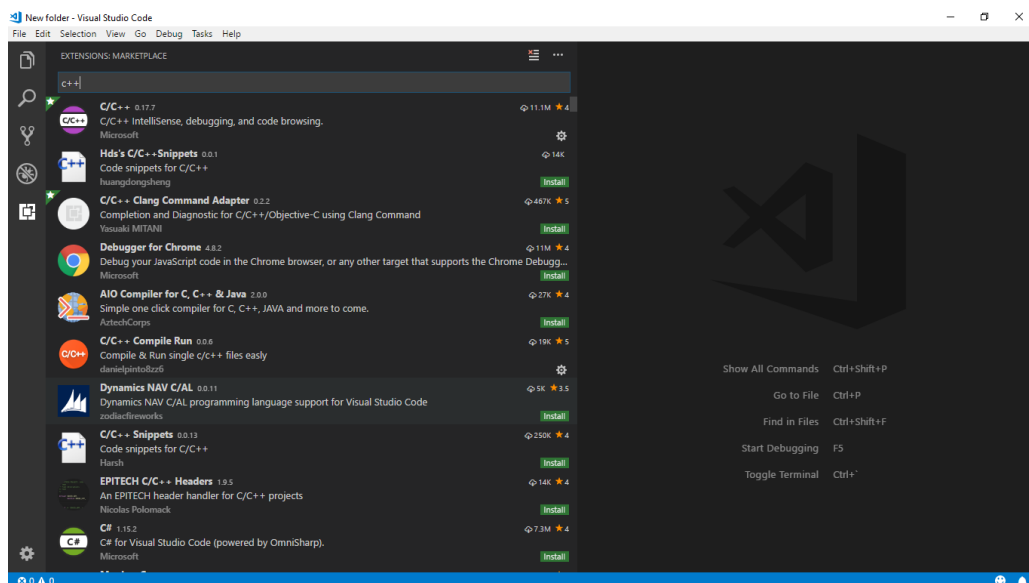 New folder - Visual Studio Code
File Edit Selection View Go Debug Tasks Help
EXTENSIONS: MARKETPLACE
c++
C/C++ 0.17.7 11.1M ★4
C/C++ C/C++ IntelliSense, debugging, and code browsing.
Microsoft
Hds's C/C++Snippets 0.0.1 14K
C++ Code snippets for C/C++
huangdongsheng Install
C/C++ Clang Command Adapter 0.2.2 467K ★5
Completion and Diagnostic for C/C++/Objective-C using Clang Command
Yasuaki MITANI Install
Debugger for Chrome 4.8.2 11M ★4
Debug your JavaScript code in the Chrome browser, or any other target that supports the Chrome Debugg...
Microsoft Install
AIO Compiler for C, C++ & Java 2.0.0 27K ★4
Simple one click compiler for C, C++, JAVA and more to come.
AztechCorps Install
C/C++ Compile Run 0.0.6 19K ★5
C/C++ Compile & Run single c/c++ files easly
danielpinto8zz6
Dynamics NAV C/AL 0.0.11 5K ★3.5
Dynamics NAV C/AL programming language support for Visual Studio Code
zodiacfireworks Install
C/C++ Snippets 0.0.13 250K ★4
C++ Code snippets for C/C++
Harsh Install
EPITECH C/C++ Headers 1.9.5 14K ★4
An EPITECH header handler for C/C++ projects
Nicolas Polomack Install
C# 1.15.2 7.3M ★4
C# C# for Visual Studio Code (powered by OmniSharp).
Microsoft Install
Show All Commands Ctrl+Shift+P
Go to File Ctrl+P
Find in Files Ctrl+Shift+F
Start Debugging F5
Toggle Terminal Ctrl+`
0 0